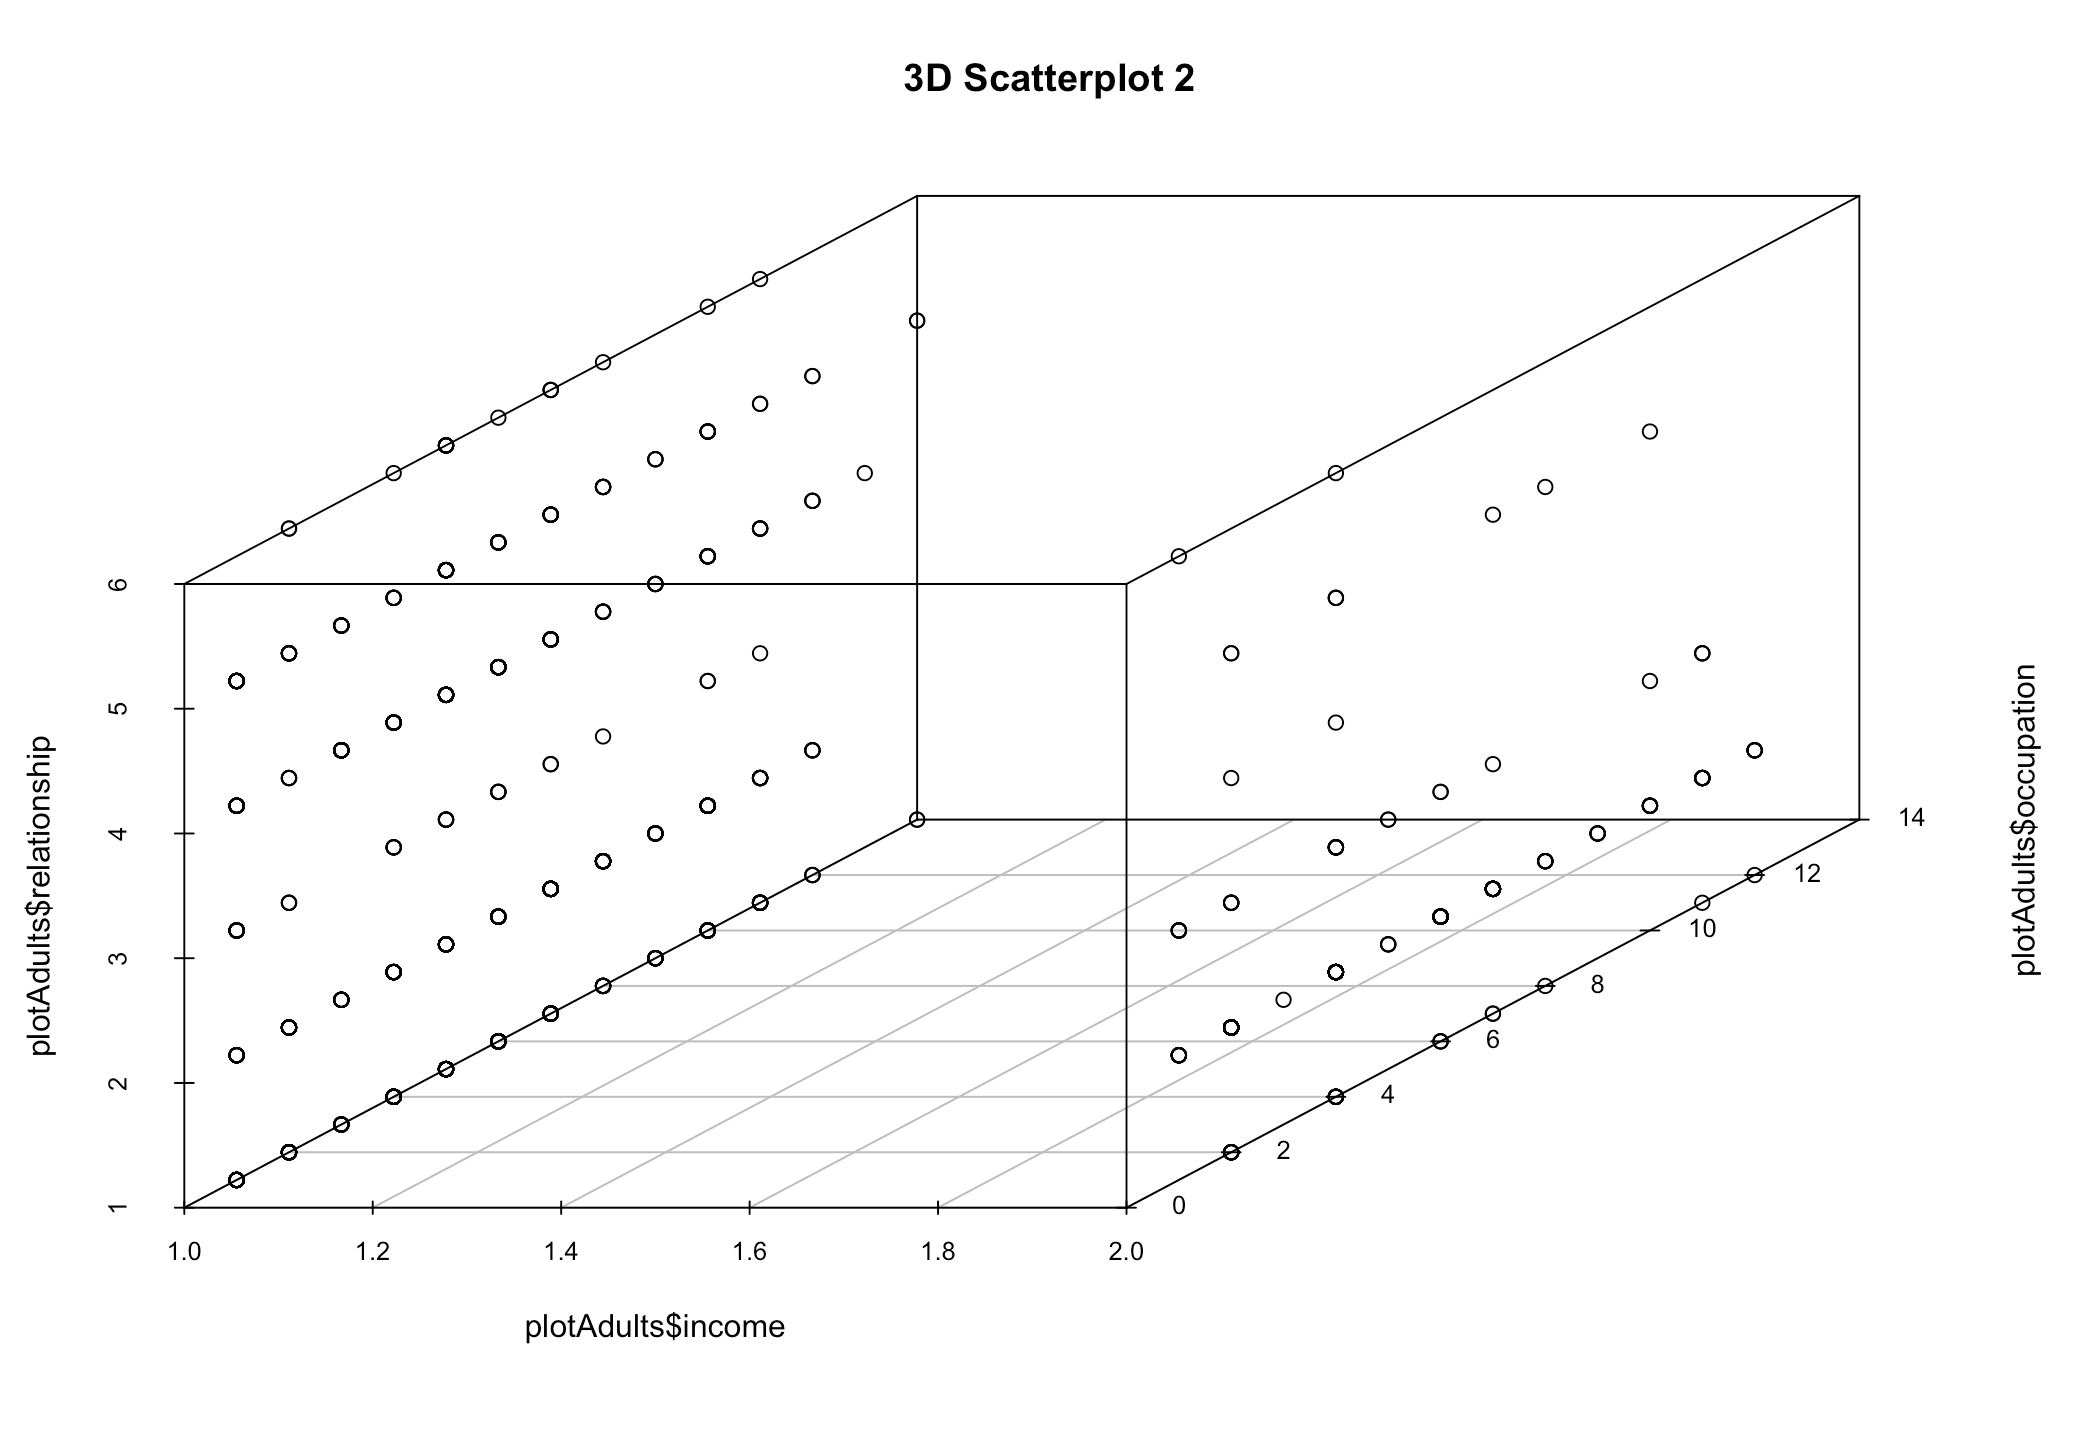 3D Scatterplot 2
plotAdults$relationship
6
5
4
3
2
1
1.0 1.2 1.4 1.6 1.8 2.0
plotAdults$income
0
2
4
6
8
10
12
14
plotAdults$occupation